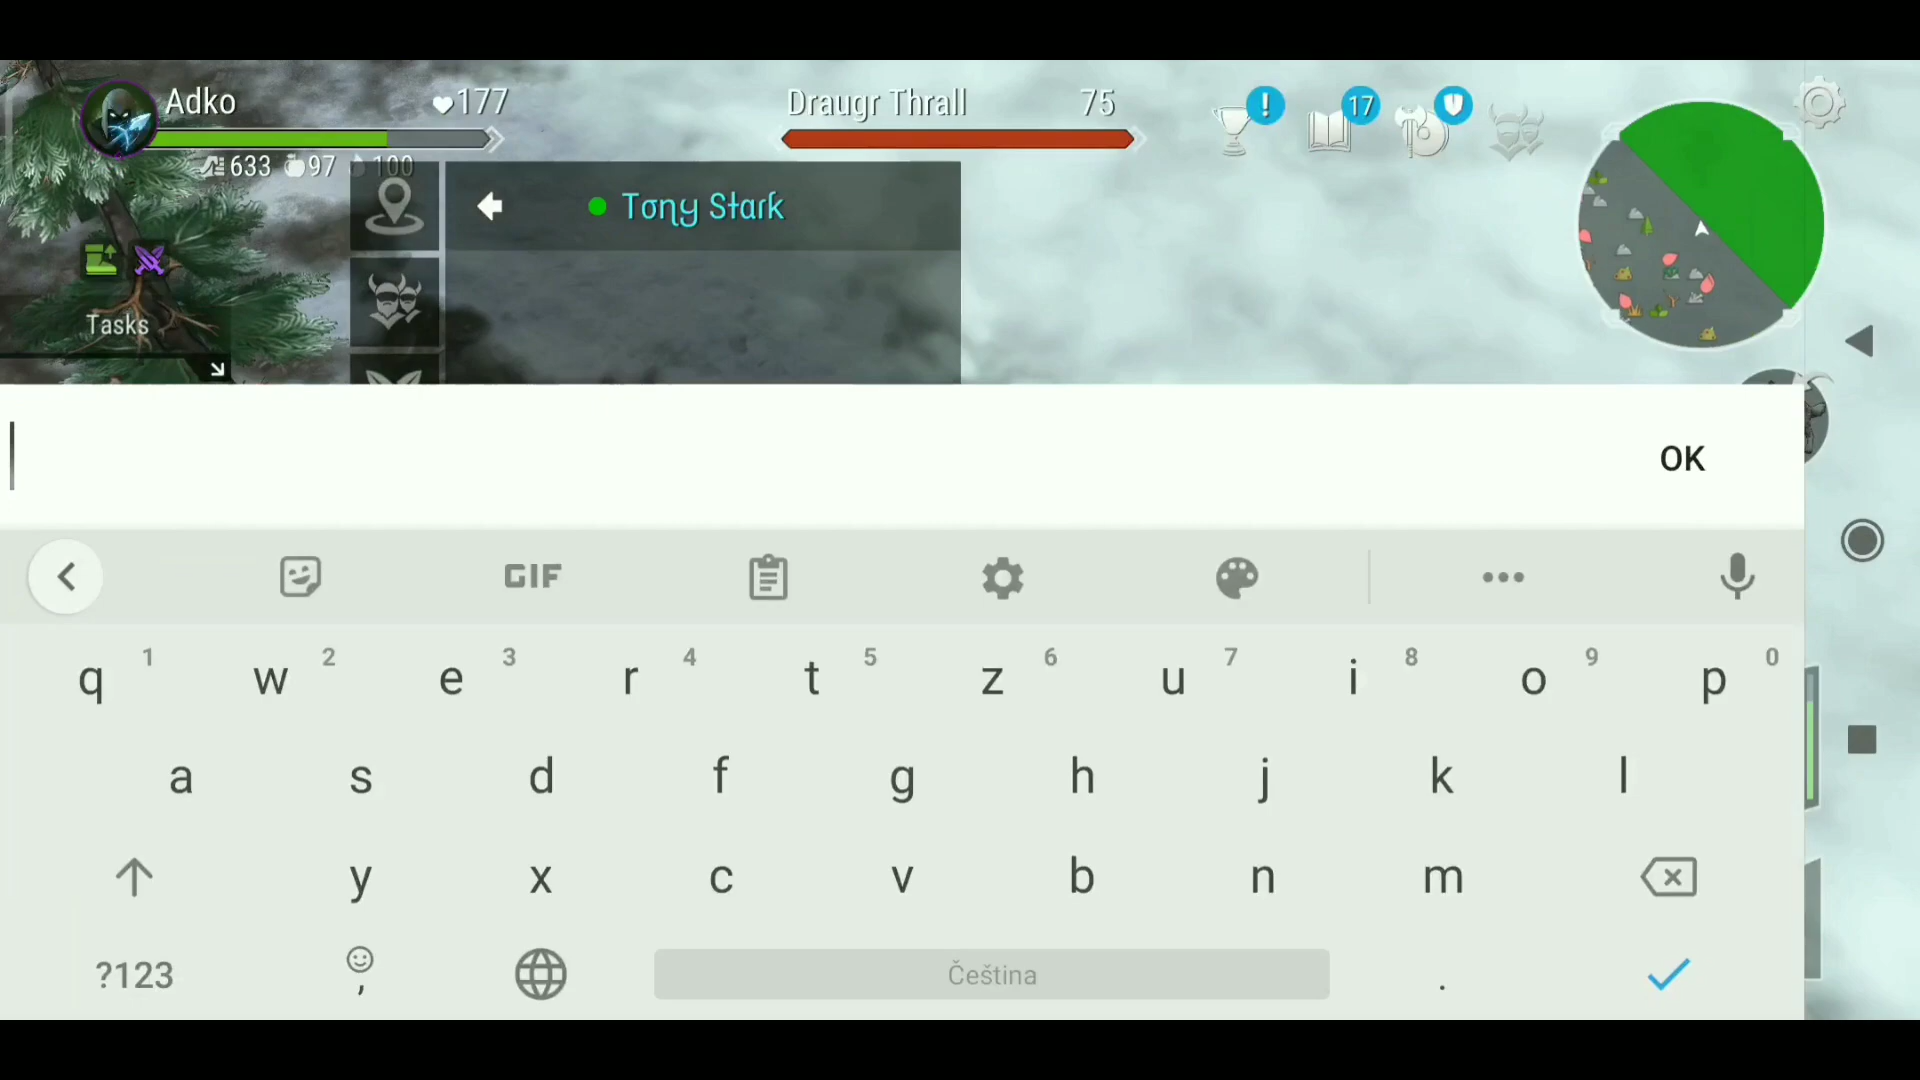 Adko 177 Draugr Thrall 75 ! 17
633 97 100
Tony Stark
Tasks
OK
GIF
q 1 w 2 e 3 r 4 t 5 z 6 u 7 i 8 o 9 p 0
a s d f g h j k l
y x c v b n m
?123 , Čeština .